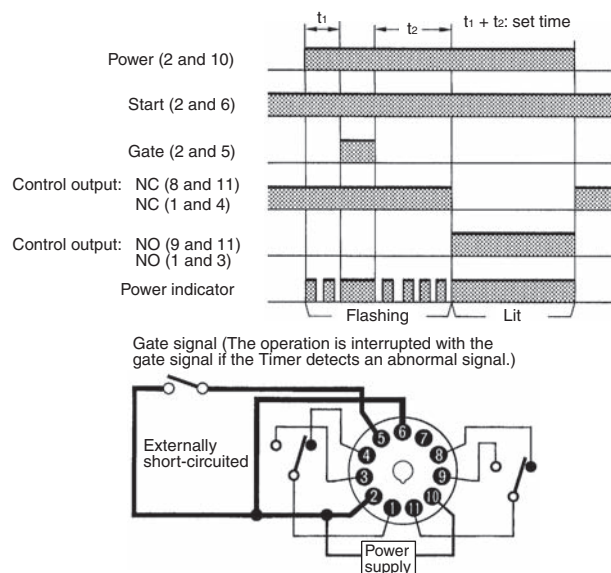 t1
t2
t1 + t2: set time
Power (2 and 10)
Start (2 and 6)
Gate (2 and 5)
Control output: NC (8 and 11)
NC (1 and 4)
Control output: NO (9 and 11)
NO (1 and 3)
Power indicator
Flashing
Lit
Gate signal (The operation is interrupted with the
gate signal if the Timer detects an abnormal signal.)
Externally
short-circuited
5
6
7
4
8
3
9
2
10
1
11
Power
supply